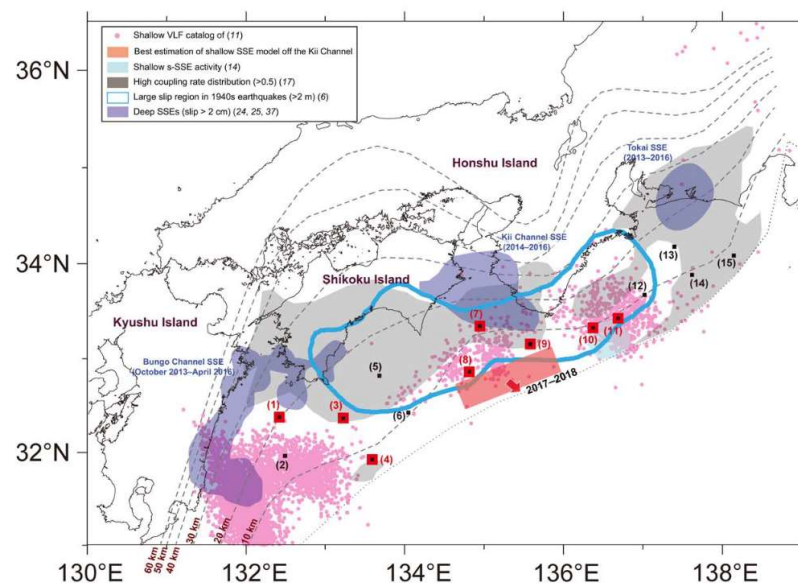 Shallow VLF catalog of (11)
Best estimation of shallow SSE model off the Kii Channel
Shallow s-SSE activity (14)
High coupling rate distribution (>0.5) (17)
Large slip region in 1940s earthquakes (>2 m) (6)
Deep SSEs (slip > 2 cm) (24, 25, 37)
36°N
Tokai SSE
(2013–2016)
Honshu Island
Kii Channel SSE
(2014–2016)
(13)
(15)
34°N
Shikoku Island
(14)
(12)
Kyushu Island
(7)
(11)
(10)
(9)
Bungo Channel SSE
(October 2013–April 2016)
(5)
(8)
2017–2018
(1)
(3)
(6)
32°N
(2)
(4)
60 km
50 km
40 km
30 km
20 km
10 km
130°E
132°E
134°E
136°E
138°E